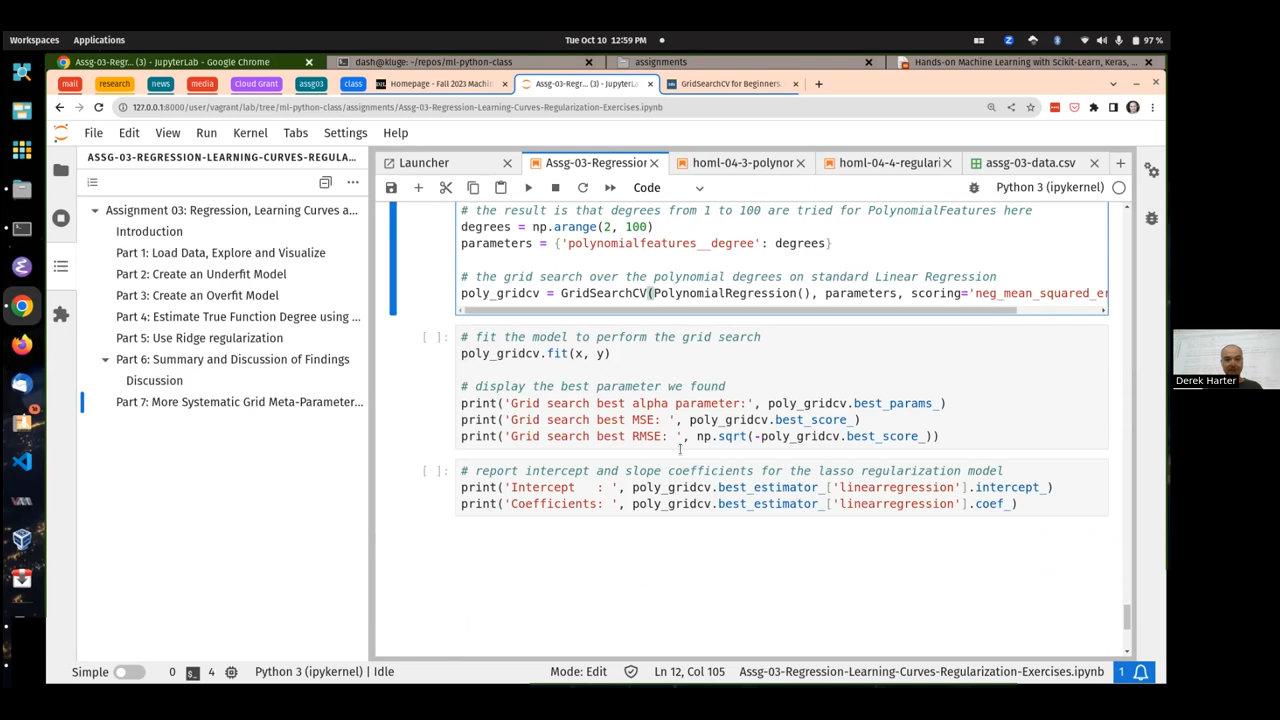 Workspaces Applications Tue Oct 10 12:59 PM 97 %
Assg-03-Regr... (3) - JupyterLab - Google Chrome dash@kluge: ~/repos/ml-python-class assignments Hands-on Machine Learning with Scikit-Learn, Keras, ...
mail research news media Cloud Grant assg03 class Homepage - Fall 2023 Machin Assg-03-Regr... (3) - Jupyter GridSearchCV for Beginners.
127.0.0.1:8000/user/vagrant/lab/tree/ml-python-class/assignments/Assg-03-Regression-Learning-Curves-Regularization-Exercises.ipynb
File Edit View Run Kernel Tabs Settings Help
ASSG-03-REGRESSION-LEARNING-CURVES-REGULA...
Launcher Assg-03-Regression homl-04-3-polynor homl-04-4-regulari assg-03-data.csv
Code Python 3 (ipykernel)
Assignment 03: Regression, Learning Curves a...
Introduction
Part 1: Load Data, Explore and Visualize
Part 2: Create an Underfit Model
Part 3: Create an Overfit Model
Part 4: Estimate True Function Degree using ...
Part 5: Use Ridge regularization
Part 6: Summary and Discussion of Findings
Discussion
Part 7: More Systematic Grid Meta-Parameter...
# the result is that degrees from 1 to 100 are tried for PolynomialFeatures here
degrees = np.arange(2, 100)
parameters = {'polynomialfeatures__degree': degrees}
# the grid search over the polynomial degrees on standard Linear Regression
poly_gridcv = GridSearchCV(PolynomialRegression(), parameters, scoring='neg_mean_squared_er
[ ]: # fit the model to perform the grid search
poly_gridcv.fit(x, y)
# display the best parameter we found
print('Grid search best alpha parameter:', poly_gridcv.best_params_)
print('Grid search best MSE: ', poly_gridcv.best_score_)
print('Grid search best RMSE: ', np.sqrt(-poly_gridcv.best_score_))
[ ]: # report intercept and slope coefficients for the lasso regularization model
print('Intercept   : ', poly_gridcv.best_estimator_['linearregression'].intercept_)
print('Coefficients: ', poly_gridcv.best_estimator_['linearregression'].coef_)
Derek Harter
Simple 0 4 Python 3 (ipykernel) | Idle Mode: Edit Ln 12, Col 105 Assg-03-Regression-Learning-Curves-Regularization-Exercises.ipynb 1